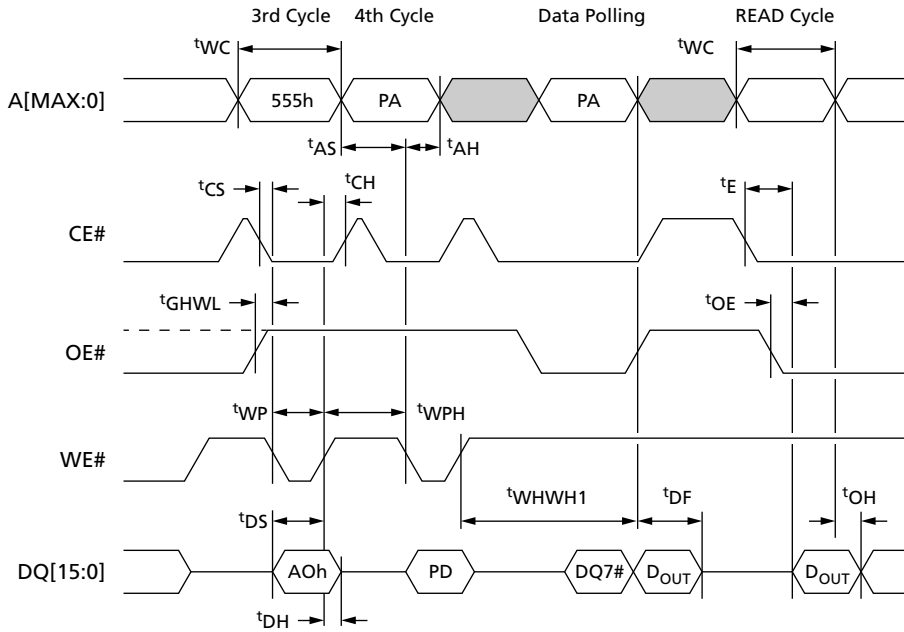 3rd Cycle 4th Cycle Data Polling READ Cycle
tWC tWC
A[MAX:0] 555h PA PA
tAS tAH
tCS tCH tE
CE#
tGHWL tOE
OE#
tWP tWPH
WE#
tDS tWHWH1 tDF tOH
DQ[15:0] AOh PD DQ7# DOUT DOUT
tDH